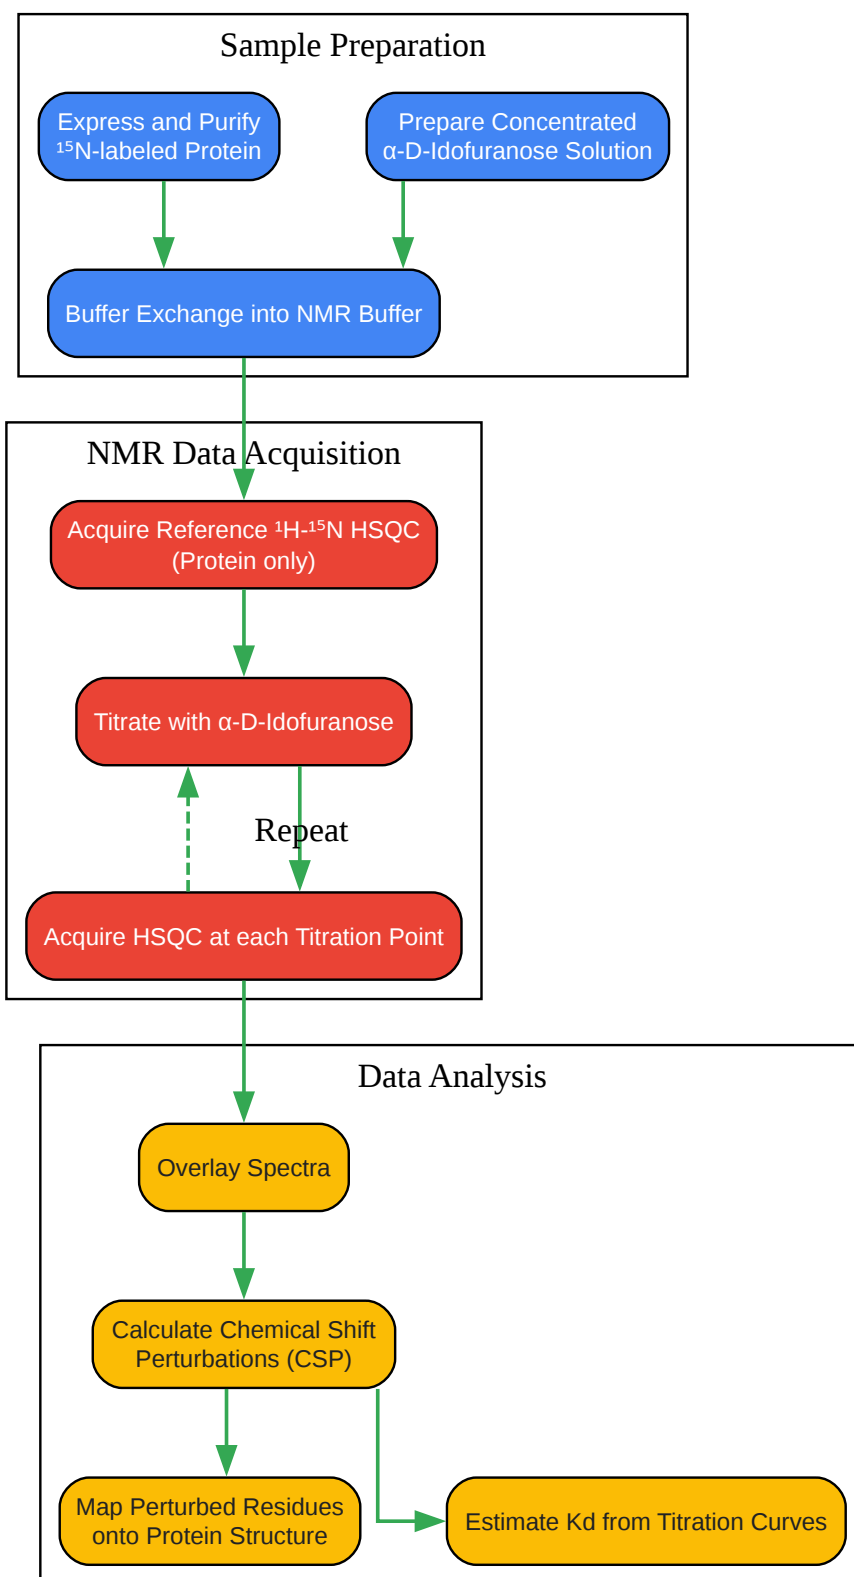 Sample Preparation
Express and Purify
¹⁵N-labeled Protein
Prepare Concentrated
α-D-Idofuranose Solution
Buffer Exchange into NMR Buffer
NMR Data Acquisition
Acquire Reference ¹H-¹⁵N HSQC
(Protein only)
Titrate with α-D-Idofuranose
Repeat
Acquire HSQC at each Titration Point
Data Analysis
Overlay Spectra
Calculate Chemical Shift
Perturbations (CSP)
Map Perturbed Residues
onto Protein Structure
Estimate Kd from Titration Curves